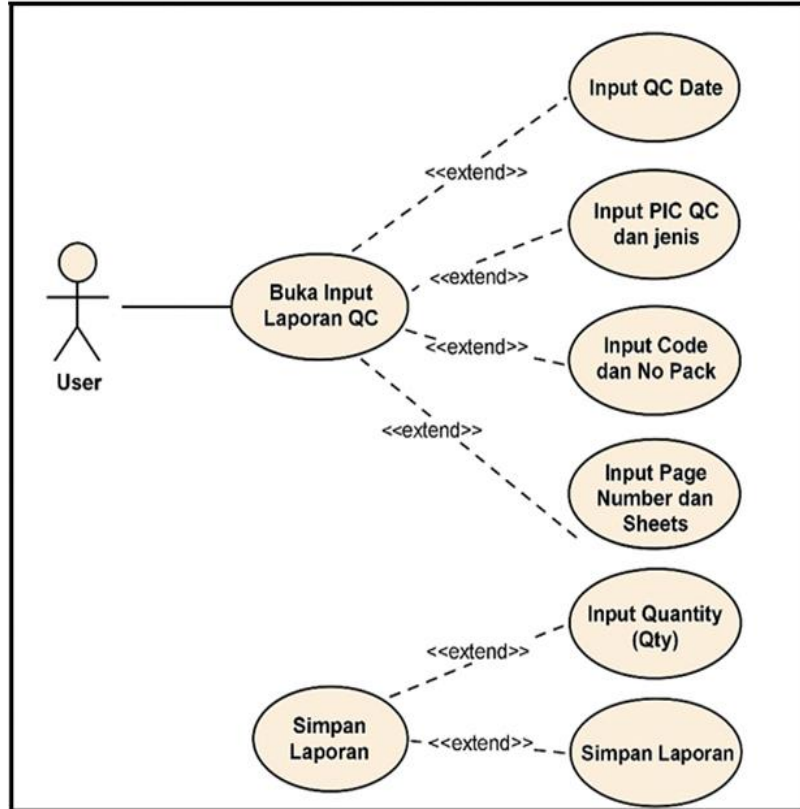 Input QC Date
<<extend>>
Input PIC QC
dan jenis
<<extend>>
Buka Input
Laporan QC
<<extend>>
Input Code
dan No Pack
User
<<extend>>
Input Page
Number dan
Sheets
Input Quantity
(Qty)
<<extend>>
Simpan
Laporan
<<extend>>
Simpan Laporan